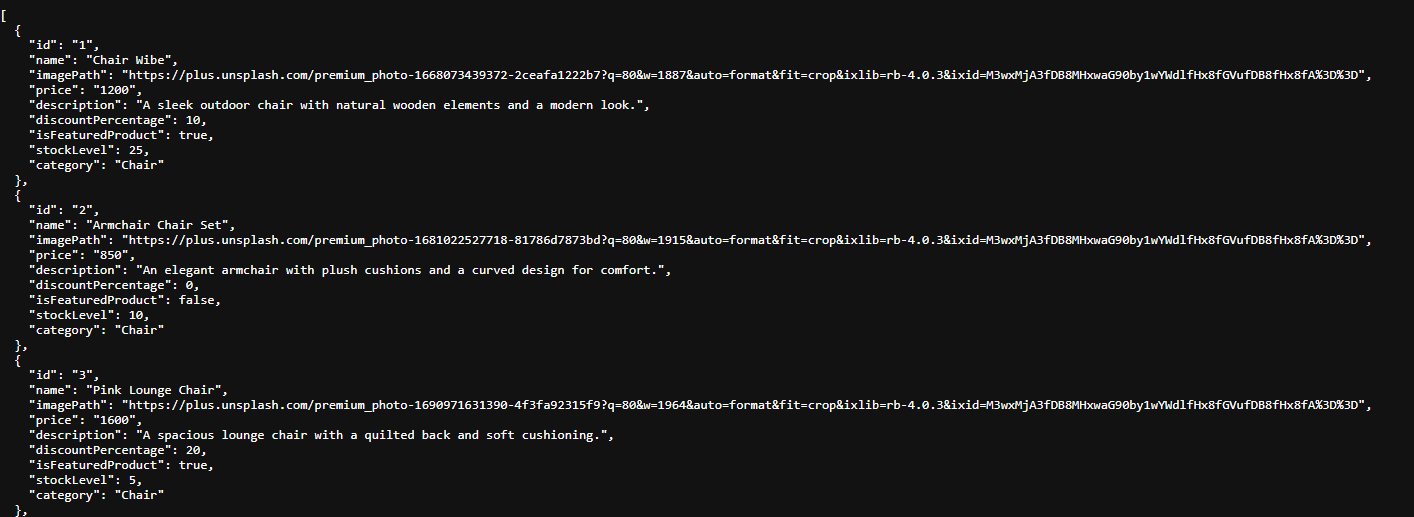 [
  {
    "id": "1",
    "name": "Chair Wibe",
    "imagePath": "https://plus.unsplash.com/premium_photo-1668073439372-2ceafa1222b7?q=80&w=1887&auto=format&fit=crop&ixlib=rb-4.0.3&ixid=M3wxMjA3fDB8MHxwaG90by1wYWdlfHx8fGVufDB8fHx8fA%3D%3D",
    "price": "1200",
    "description": "A sleek outdoor chair with natural wooden elements and a modern look.",
    "discountPercentage": 10,
    "isFeaturedProduct": true,
    "stockLevel": 25,
    "category": "Chair"
  },
  {
    "id": "2",
    "name": "Armchair Chair Set",
    "imagePath": "https://plus.unsplash.com/premium_photo-1681022527718-81786d7873bd?q=80&w=1915&auto=format&fit=crop&ixlib=rb-4.0.3&ixid=M3wxMjA3fDB8MHxwaG90by1wYWdlfHx8fGVufDB8fHx8fA%3D%3D",
    "price": "850",
    "description": "An elegant armchair with plush cushions and a curved design for comfort.",
    "discountPercentage": 0,
    "isFeaturedProduct": false,
    "stockLevel": 10,
    "category": "Chair"
  },
  {
    "id": "3",
    "name": "Pink Lounge Chair",
    "imagePath": "https://plus.unsplash.com/premium_photo-1690971631390-4f3fa92315f9?q=80&w=1964&auto=format&fit=crop&ixlib=rb-4.0.3&ixid=M3wxMjA3fDB8MHxwaG90by1wYWdlfHx8fGVufDB8fHx8fA%3D%3D",
    "price": "1600",
    "description": "A spacious lounge chair with a quilted back and soft cushioning.",
    "discountPercentage": 20,
    "isFeaturedProduct": true,
    "stockLevel": 5,
    "category": "Chair"
  },